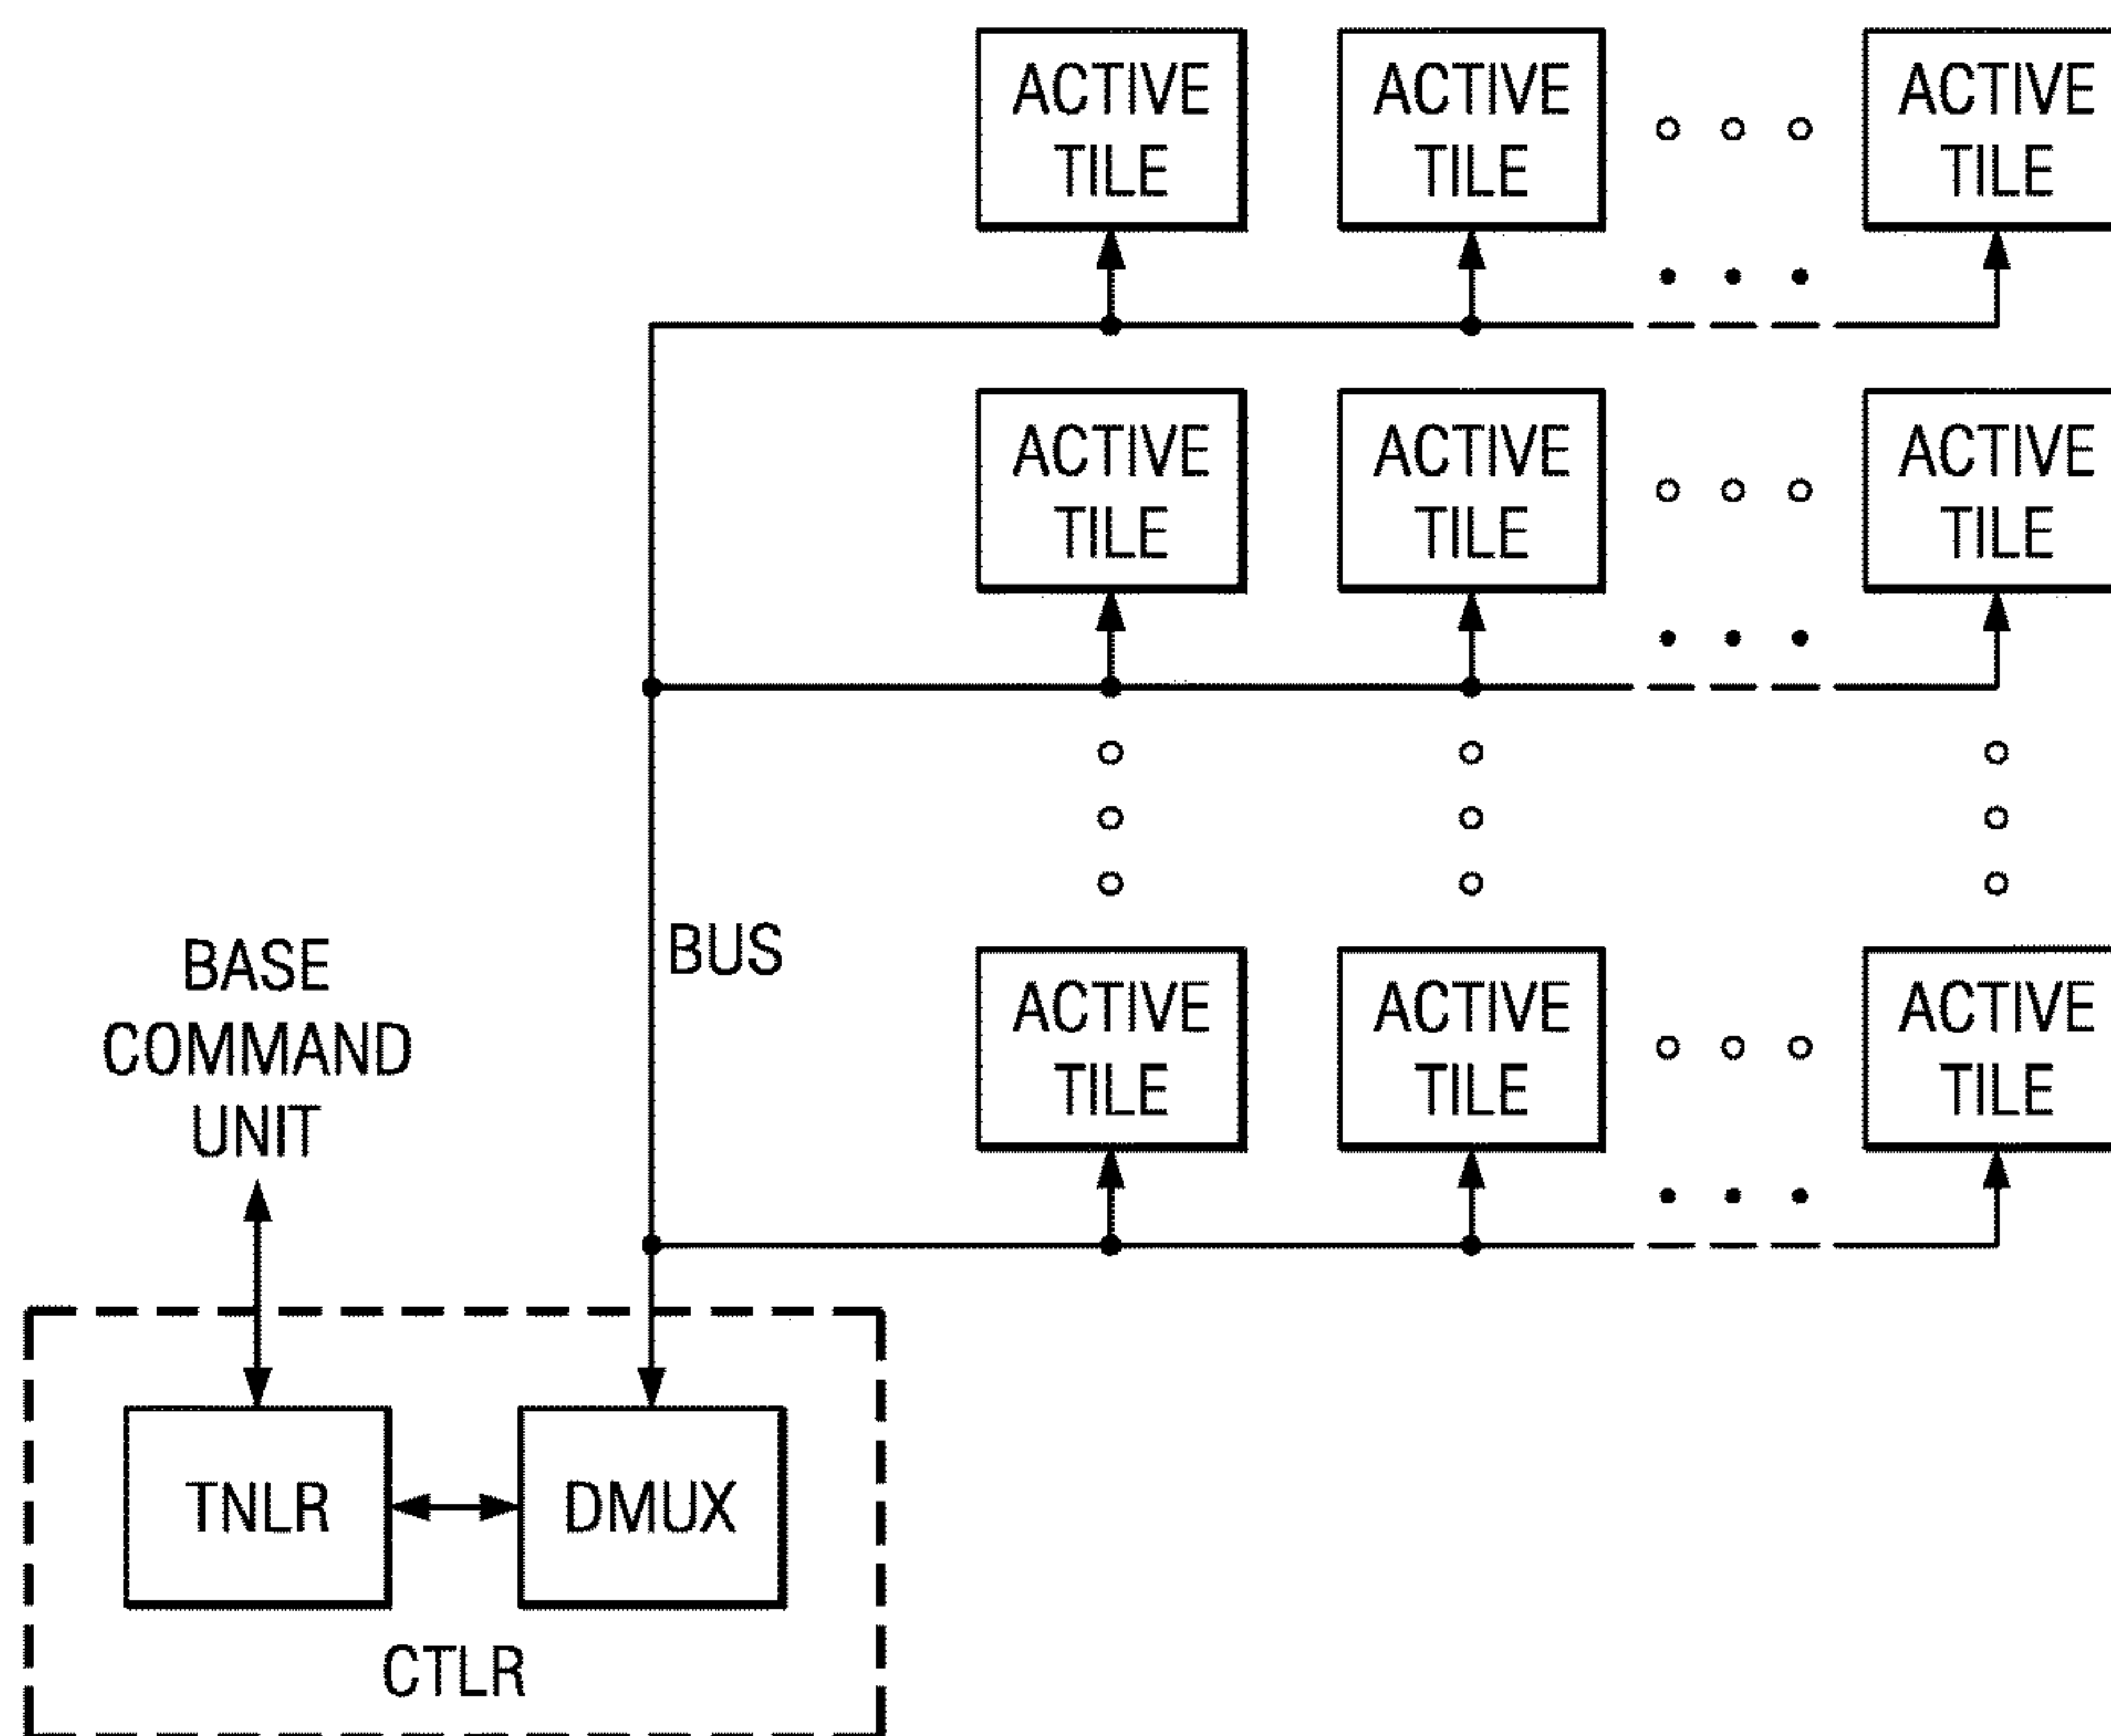 ACTIVE ACTIVE ACTIVE
TILE TILE TILE
ACTIVE ACTIVE ACTIVE
TILE TILE TILE
BUS
BASE
COMMAND
UNIT
ACTIVE ACTIVE ACTIVE
TILE TILE TILE
TNLR DMUX
CTLR